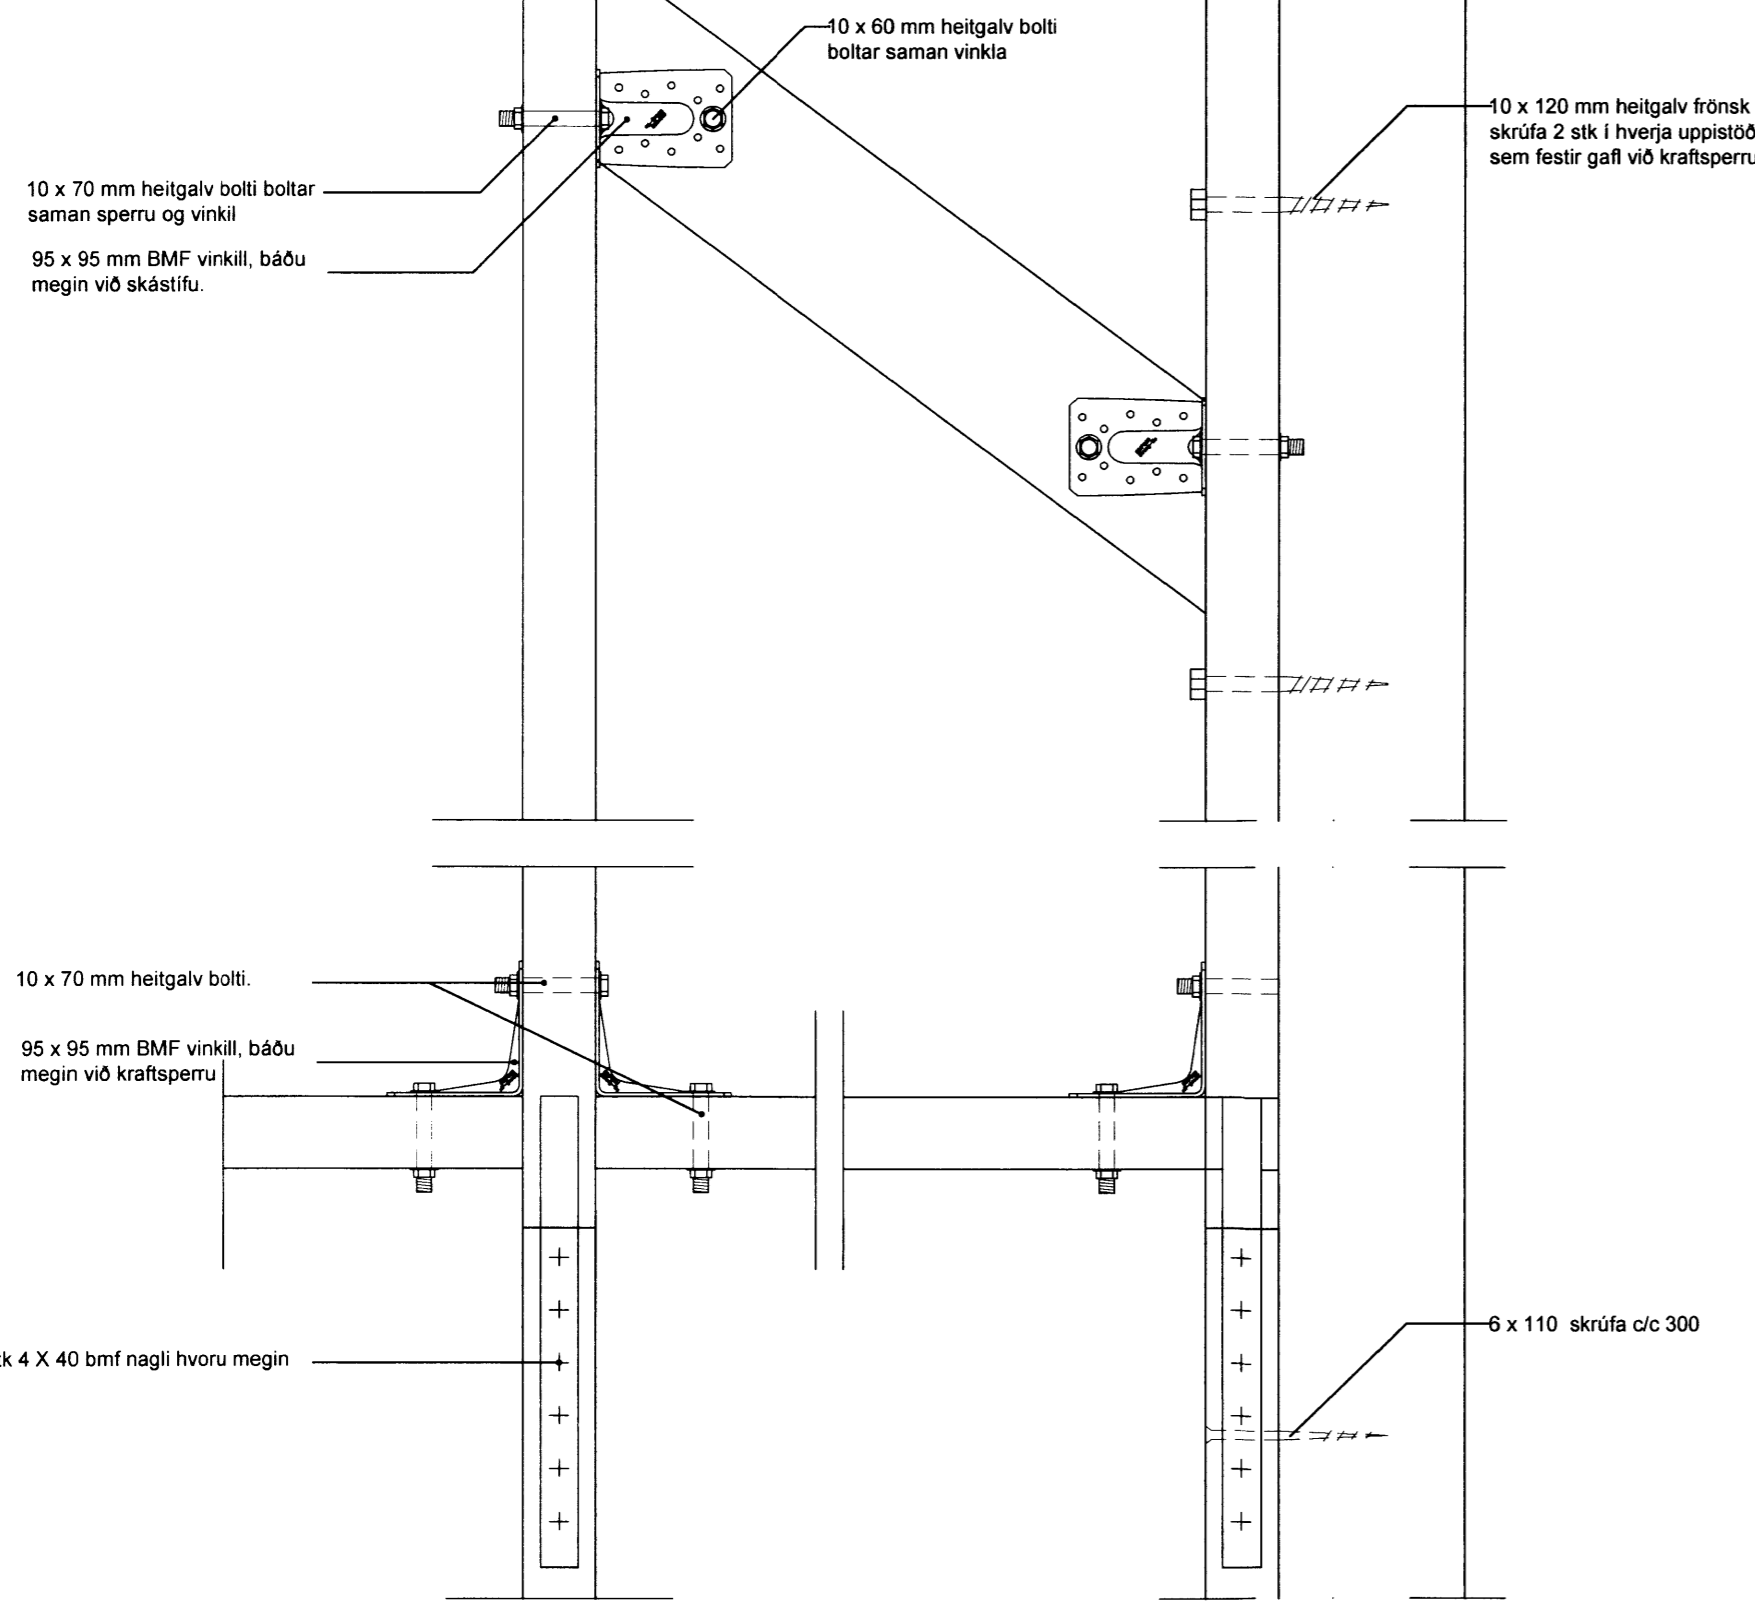 10 x 60 mm heitgalv bolti
boltar saman vinkla
10 x 120 mm heitgalv frönsk
skrúfa 2 stk í hverja uppistöð
sem festir gafl við kraftsperru
10 x 70 mm heitgalv bolti boltar
saman sperru og vinkil
95 x 95 mm BMF vinkill, báðu
megin við skástífu.
10 x 70 mm heitgalv bolti.
95 x 95 mm BMF vinkill, báðu
megin við kraftsperru
6 x 110 skrúfa c/c 300
4 X 40 bmf nagli hvoru megin